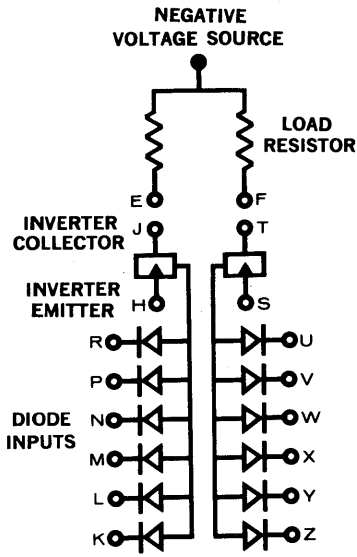 NEGATIVE
VOLTAGE SOURCE
LOAD
RESISTOR
E
F
J
T
INVERTER
COLLECTOR
INVERTER
EMITTER
H
S
R
U
P
V
DIODE
INPUTS
N
W
M
X
L
Y
K
Z